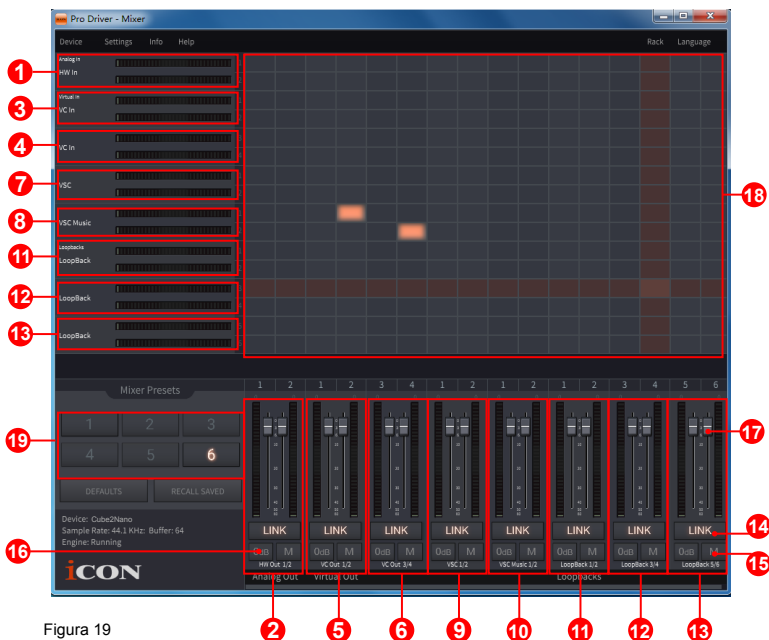 Pro Driver - Mixer
Device Settings Info Help Rack Language
Analog In
1 HW In
Virtual In
3 VC In
4 VC In
7 VSC
18
8 VSC Music
Loopbacks
11 LoopBack
12 LoopBack
13 LoopBack
Mixer Presets
1 2 1 2 3 4 1 2 1 2 1 2 3 4 5 6
19
1 2 3
4 5 6
17
DEFAULTS RECALL SAVED
Device: Cube2Nano
Sample Rate: 44.1 KHz: Buffer: 64
Engine: Running
LINK LINK LINK LINK LINK LINK LINK LINK 14
16 0dB M 0dB M 0dB M 0dB M 0dB M 0dB M 0dB M 0dB M 15
HW Out 1/2 VC Out 1/2 VC Out 3/4 VSC 1/2 VSC Music 1/2 LoopBack 1/2 LoopBack 3/4 LoopBack 5/6
iCON
Analog Out Virtual Out Loopbacks
Figura 19
2 5 6 9 10 11 12 13